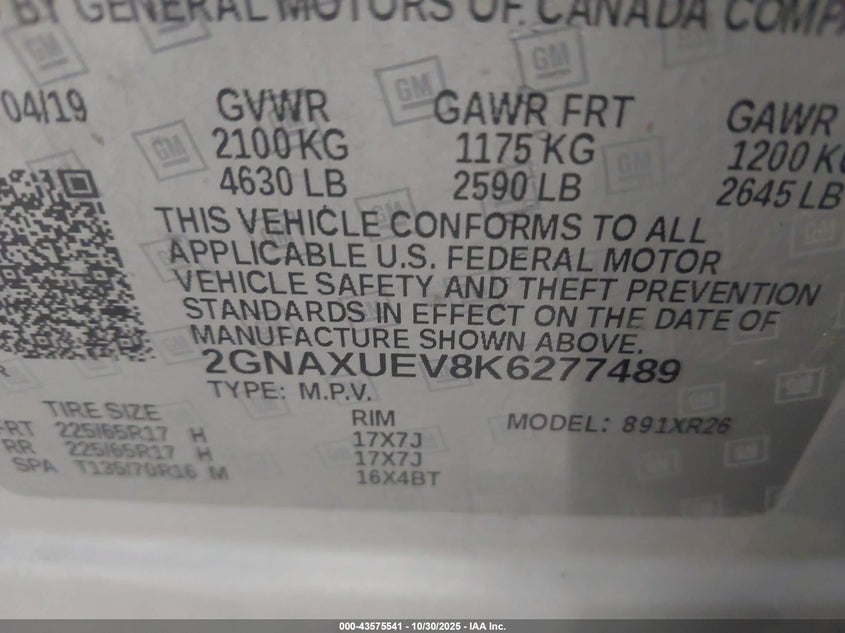 BY GENERAL MOTORS OF CANADA COMPA
04/19 GVWR GAWR FRT GAWR
2100 KG 1175 KG 1200 KG
4630 LB 2590 LB 2645 LB
THIS VEHICLE CONFORMS TO ALL
APPLICABLE U.S. FEDERAL MOTOR
VEHICLE SAFETY AND THEFT PREVENTION
STANDARDS IN EFFECT ON THE DATE OF
MANUFACTURE SHOWN ABOVE.
2GNAXUEV8K6277489
TYPE: M.P.V.
TIRE SIZE RIM MODEL: 891XR26
FRT 225/65R17 H 17X7J
RR 225/65R17 H 17X7J
SPA T135/70R16 M 16X4BT
GM
000-43575541 | 10/30/2025 - IAA Inc.